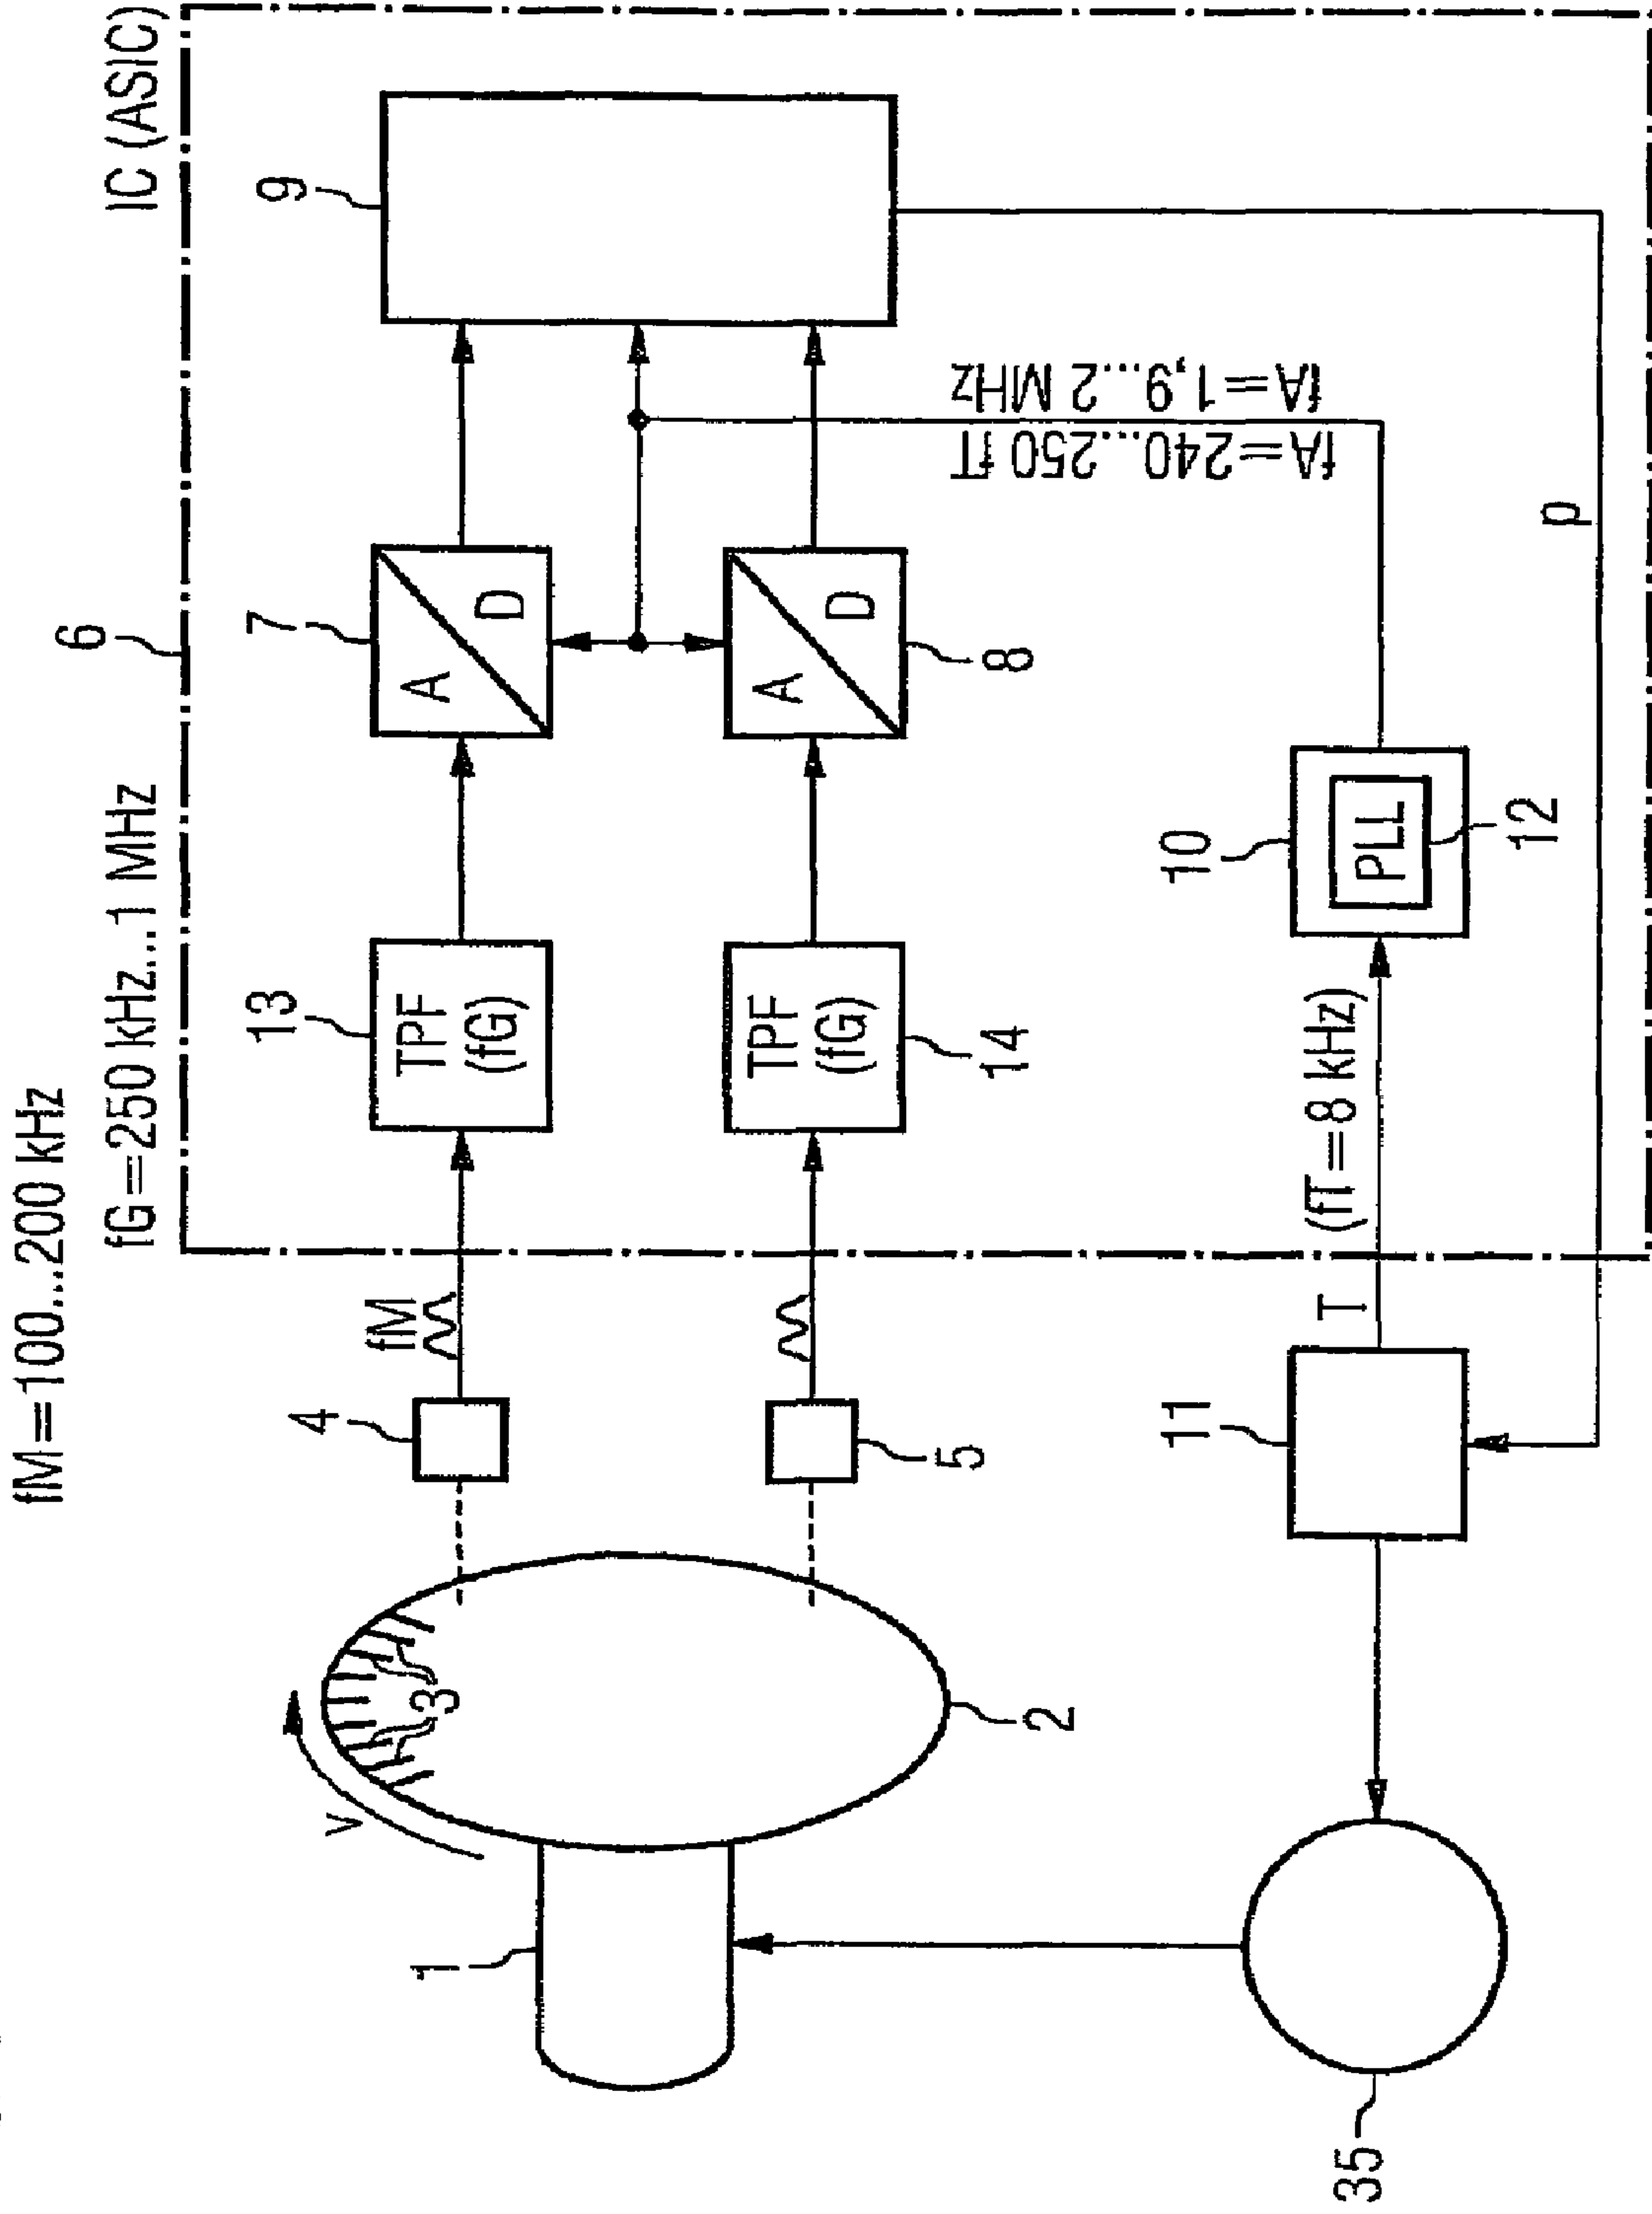 fM=100...200 kHz
fG=250 kHz...1 MHz
6
IC (ASIC)
4
fM
13
TPF
(fG)
7
A
D
9
v
3
5
TPF
(fG)
14
A
D
8
fA=1,9...2 MHz
fA=240...250 fT
1
2
11
T
(fT=8 kHz)
10
PLL
12
p
35